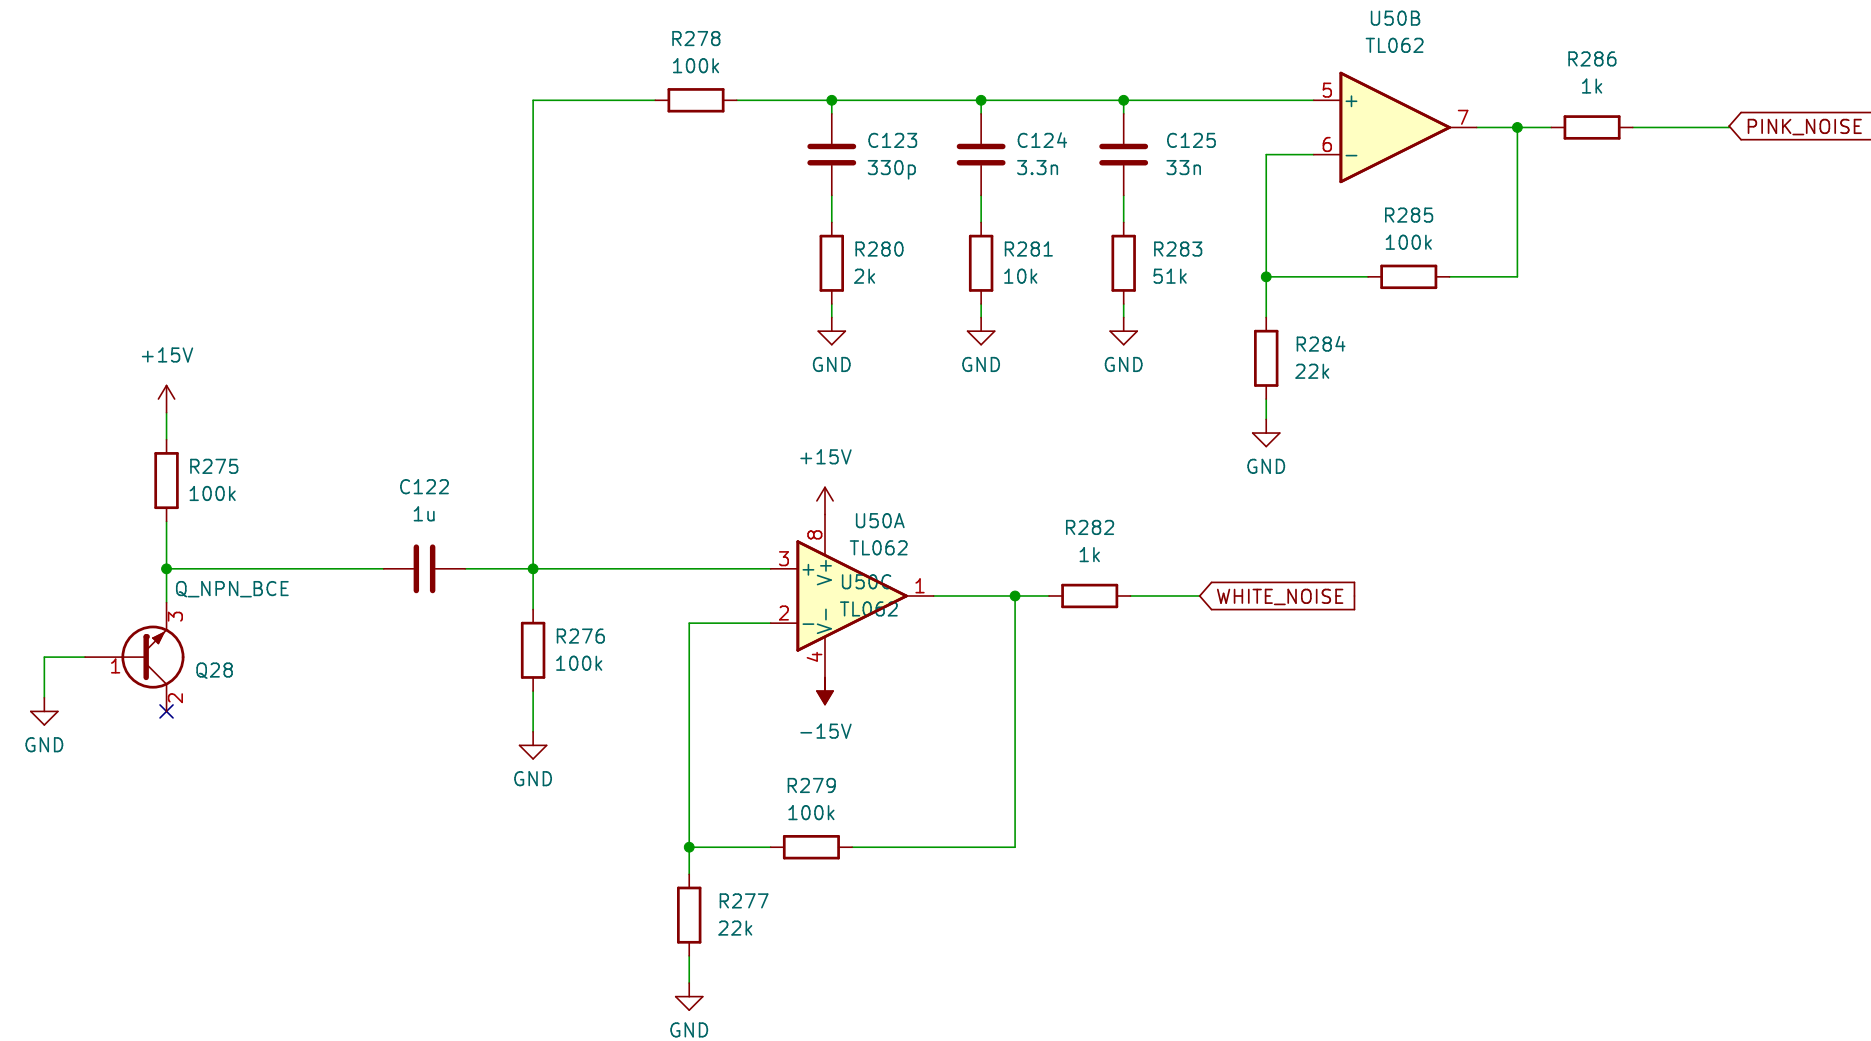 U50B
TL062
R278
100k
R286
1k
5
+
7
PINK_NOISE
6
−
C123
330p
C124
3.3n
C125
33n
R285
100k
R280
2k
R281
10k
R283
51k
GND
GND
GND
R284
22k
GND
+15V
R275
100k
C122
1u
+15V
8
U50A
TL062
R282
1k
3
+
V+
U50C
TL062
1
WHITE_NOISE
2
−
V-
4
-15V
Q_NPN_BCE
3
1
Q28
2
GND
R276
100k
GND
R279
100k
R277
22k
GND